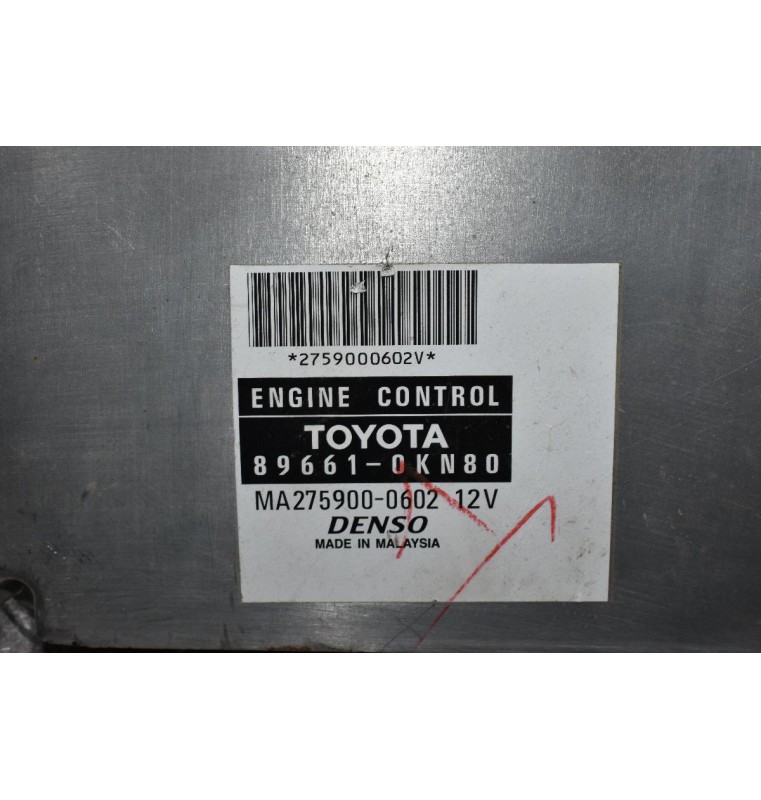 *2759000602V*
ENGINE CONTROL
TOYOTA
89661-0KN80
MA275900-0602 12V
DENSO
MADE IN MALAYSIA